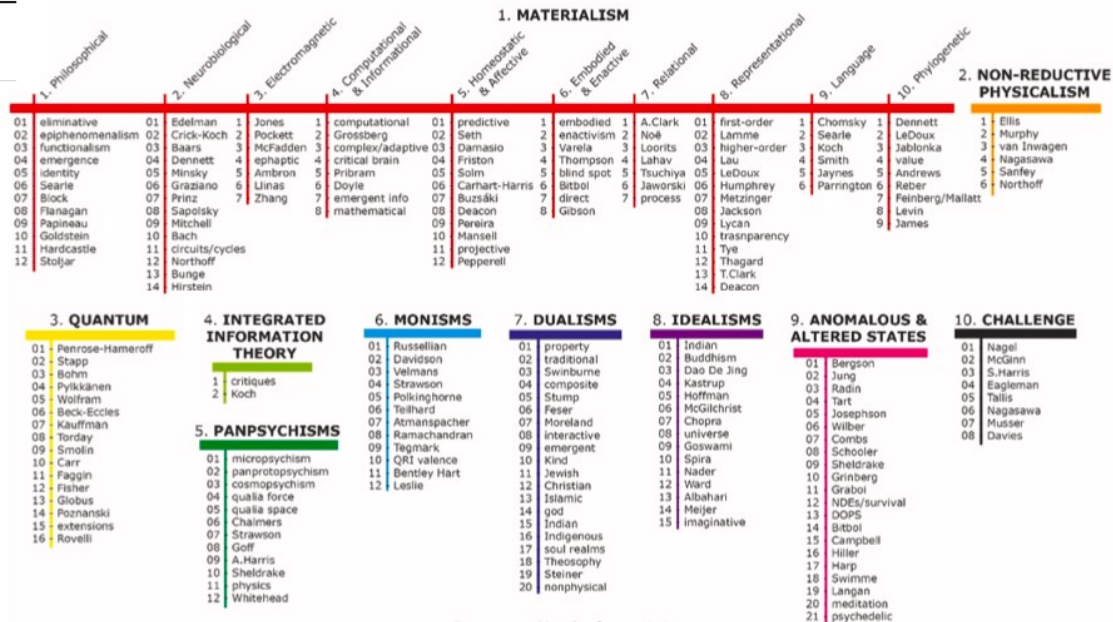 1. MATERIALISM
1. Philosophical
01 eliminative
02 epiphenomenalism
03 functionalism
04 emergence
05 identity
06 Searle
07 Block
08 Flanagan
09 Papineau
10 Goldstein
11 Hardcastle
12 Stoljar
2. Neurobiological
01 Edelman
02 Crick-Koch
03 Baars
04 Dennett
05 Minsky
06 Graziano
07 Prinz
08 Sapolsky
09 Mitchell
10 Bach
11 circuits/cycles
12 Northoff
13 Bunge
14 Hirstein
3. Electromagnetic
1 Jones
2 Pockett
3 McFadden
4 ephaptic
5 Ambron
6 Llinas
7 Zhang
4. Computational
& Informational
1 computational
2 Grossberg
3 complex/adaptive
4 critical brain
5 Pribram
6 Doyle
7 emergent info
8 mathematical
5. Homeostatic
& Affective
01 predictive
02 Seth
03 Damasio
04 Friston
05 Solm
06 Carhart-Harris
07 Buzsáki
08 Deacon
09 Pereira
10 Mansell
11 projective
12 Pepperell
6. Embodied
& Enactive
1 embodied
2 enactivism
3 Varela
4 Thompson
5 blind spot
6 Bitbol
7 direct
8 Gibson
7. Relational
1 A.Clark
2 Noë
3 Loorits
4 Lahav
5 Tsuchiya
6 Jaworski
7 process
8. Representational
01 first-order
02 Lamme
03 higher-order
04 Lau
05 LeDoux
06 Humphrey
07 Metzinger
08 Jackson
09 Lycan
10 trasnparency
11 Tye
12 Thagard
13 T.Clark
14 Deacon
9. Language
1 Chomsky
2 Searle
3 Koch
4 Smith
5 Jaynes
6 Parrington
10. Phylogenetic
1 Dennett
2 LeDoux
3 Jablonka
4 value
5 Andrews
6 Reber
7 Feinberg/Mallatt
8 Levin
9 James
2. NON-REDUCTIVE
PHYSICALISM
1 Ellis
2 Murphy
3 van Inwagen
4 Nagasawa
5 Sanfey
6 Northoff
3. QUANTUM
01 Penrose-Hameroff
02 Stapp
03 Bohm
04 Pylkkänen
05 Wolfram
06 Beck-Eccles
07 Kauffman
08 Torday
09 Smolin
10 Carr
11 Faggin
12 Fisher
13 Globus
14 Poznanski
15 extensions
16 Rovelli
4. INTEGRATED
INFORMATION
THEORY
1 critiques
2 Koch
5. PANPSYCHISMS
01 micropsychism
02 panprotopsychism
03 cosmopsychism
04 qualia force
05 qualia space
06 Chalmers
07 Strawson
08 Goff
09 A.Harris
10 Sheldrake
11 physics
12 Whitehead
6. MONISMS
01 Russellian
02 Davidson
03 Velmans
04 Strawson
05 Polkinghorne
06 Teilhard
07 Atmanspacher
08 Ramachandran
09 Tegmark
10 QRI valence
11 Bentley Hart
12 Leslie
7. DUALISMS
01 property
02 traditional
03 Swinburne
04 composite
05 Stump
06 Feser
07 Moreland
08 interactive
09 emergent
10 Kind
11 Jewish
12 Christian
13 Islamic
14 god
15 Indian
16 Indigenous
17 soul realms
18 Theosophy
19 Steiner
20 nonphysical
8. IDEALISMS
01 Indian
02 Buddhism
03 Dao De Jing
04 Kastrup
05 Hoffman
06 McGilchrist
07 Chopra
08 universe
09 Goswami
10 Spira
11 Nader
12 Ward
13 Albahari
14 Meijer
15 imaginative
9. ANOMALOUS &
ALTERED STATES
01 Bergson
02 Jung
03 Radin
04 Tart
05 Josephson
06 Wilber
07 Combs
08 Schooler
09 Sheldrake
10 Grinberg
11 Graboi
12 NDEs/survival
13 DOPS
14 Bitbol
15 Campbell
16 Hiller
17 Harp
18 Swimme
19 Langan
20 meditation
21 psychedelic
10. CHALLENGE
01 Nagel
02 McGinn
03 S.Harris
04 Eagleman
05 Tallis
06 Nagasawa
07 Musser
08 Davies